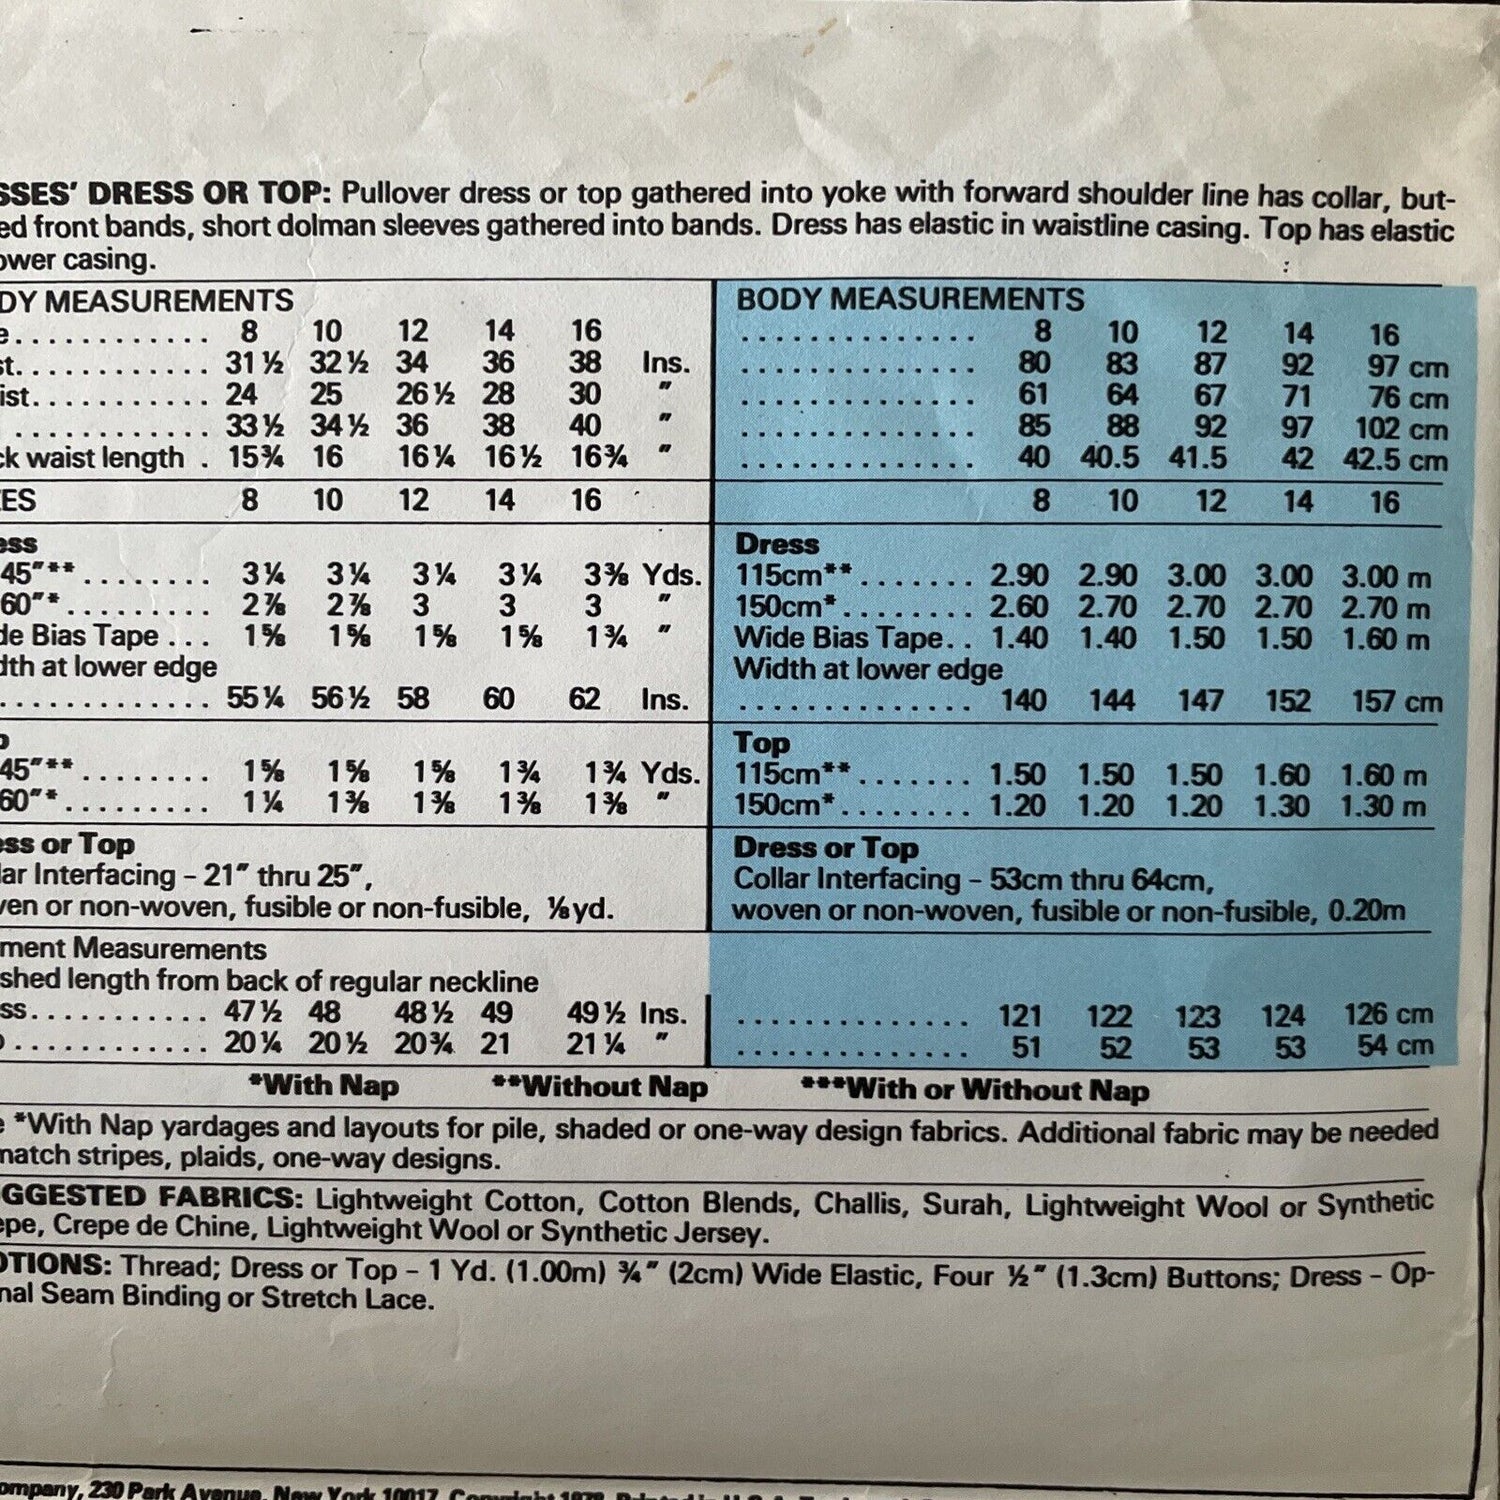 SSES' DRESS OR TOP: Pullover dress or top gathered into yoke with forward shoulder line has collar, but-
ed front bands, short dolman sleeves gathered into bands. Dress has elastic in waistline casing. Top has elastic
ower casing.
DY MEASUREMENTS
e............ 8 10 12 14 16
st............ 31½ 32½ 34 36 38 Ins.
ist........... 24 25 26½ 28 30 "
............ 33½ 34½ 36 38 40 "
ck waist length . 15¾ 16 16¼ 16½ 16¾ "
ES 8 10 12 14 16
ess
45"**........ 3¼ 3¼ 3¼ 3¼ 3⅜ Yds.
60"*......... 2⅞ 2⅞ 3 3 3 "
de Bias Tape ... 1⅝ 1⅝ 1⅝ 1⅝ 1¾ "
dth at lower edge
............. 55¼ 56½ 58 60 62 Ins.
p
45"**........ 1⅝ 1⅝ 1⅝ 1¾ 1¾ Yds.
60"*......... 1¼ 1⅜ 1⅜ 1⅜ 1⅜ "
ess or Top
lar Interfacing – 21" thru 25",
ven or non-woven, fusible or non-fusible, ⅛yd.
ment Measurements
shed length from back of regular neckline
ss........... 47½ 48 48½ 49 49½ Ins.
o............ 20¼ 20½ 20¾ 21 21¼ "
BODY MEASUREMENTS
.............. 8 10 12 14 16
.............. 80 83 87 92 97 cm
.............. 61 64 67 71 76 cm
.............. 85 88 92 97 102 cm
.............. 40 40.5 41.5 42 42.5 cm
8 10 12 14 16
Dress
115cm**....... 2.90 2.90 3.00 3.00 3.00 m
150cm*........ 2.60 2.70 2.70 2.70 2.70 m
Wide Bias Tape.. 1.40 1.40 1.50 1.50 1.60 m
Width at lower edge
.............. 140 144 147 152 157 cm
Top
115cm**....... 1.50 1.50 1.50 1.60 1.60 m
150cm*........ 1.20 1.20 1.20 1.30 1.30 m
Dress or Top
Collar Interfacing – 53cm thru 64cm,
woven or non-woven, fusible or non-fusible, 0.20m
.............. 121 122 123 124 126 cm
.............. 51 52 53 53 54 cm
*With Nap **Without Nap ***With or Without Nap
e *With Nap yardages and layouts for pile, shaded or one-way design fabrics. Additional fabric may be needed
match stripes, plaids, one-way designs.
GGESTED FABRICS: Lightweight Cotton, Cotton Blends, Challis, Surah, Lightweight Wool or Synthetic
epe, Crepe de Chine, Lightweight Wool or Synthetic Jersey.
OTIONS: Thread; Dress or Top – 1 Yd. (1.00m) ¾" (2cm) Wide Elastic, Four ½" (1.3cm) Buttons; Dress – Op-
nal Seam Binding or Stretch Lace.
ompany, 230 Park Avenue, New York 10017 Copyright